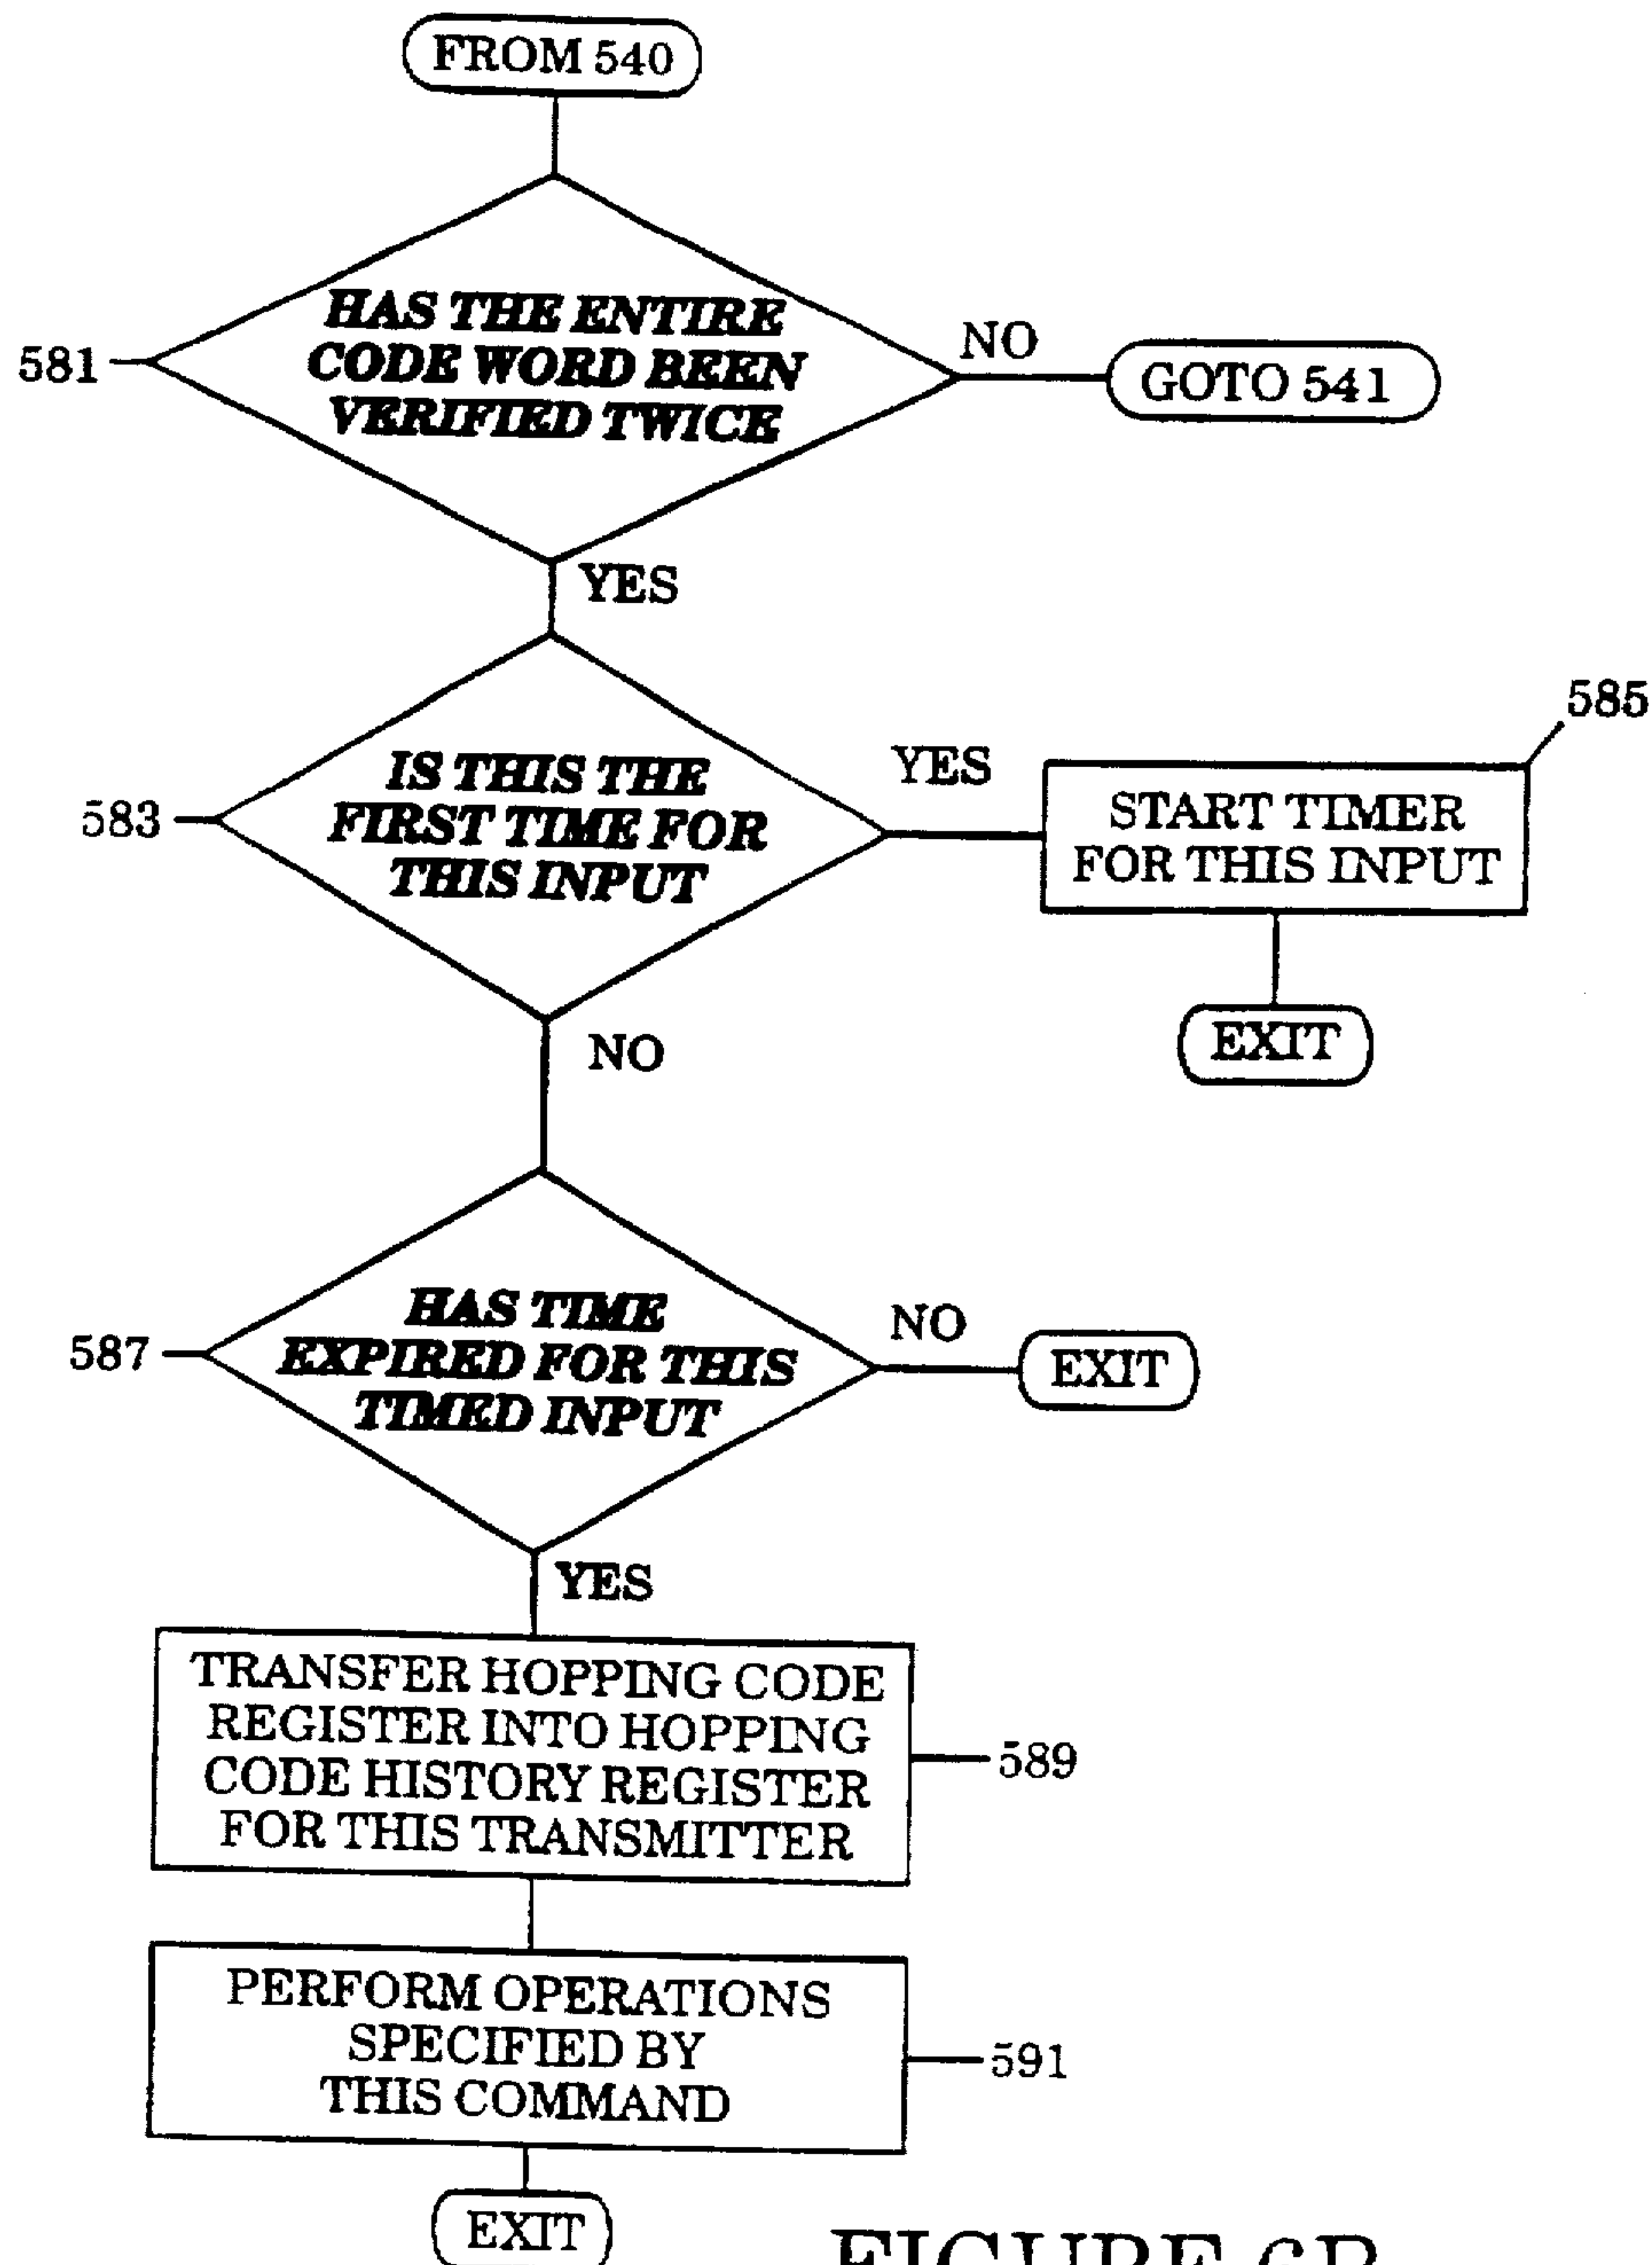 FROM 540
HAS THE ENTIRE
CODE WORD BEEN
VERIFIED TWICE
581
NO
GOTO 541
YES
585
IS THIS THE
FIRST TIME FOR
THIS INPUT
583
YES
START TIMER
FOR THIS INPUT
EXIT
NO
HAS TIME
EXPIRED FOR THIS
TIMED INPUT
587
NO
EXIT
YES
TRANSFER HOPPING CODE
REGISTER INTO HOPPING
CODE HISTORY REGISTER
FOR THIS TRANSMITTER
589
PERFORM OPERATIONS
SPECIFIED BY
THIS COMMAND
591
EXIT
FIGURE 6B